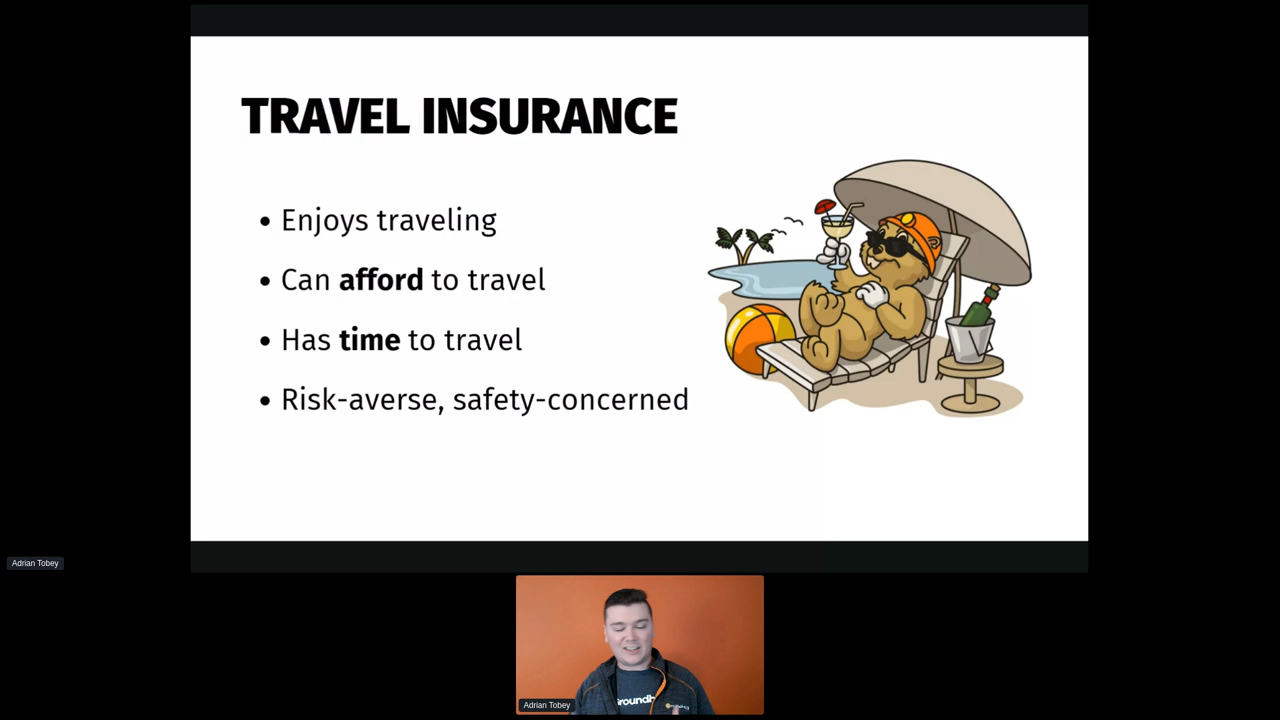 TRAVEL INSURANCE
• Enjoys traveling
• Can afford to travel
• Has time to travel
• Risk-averse, safety-concerned
Adrian Tobey
Adrian Tobey